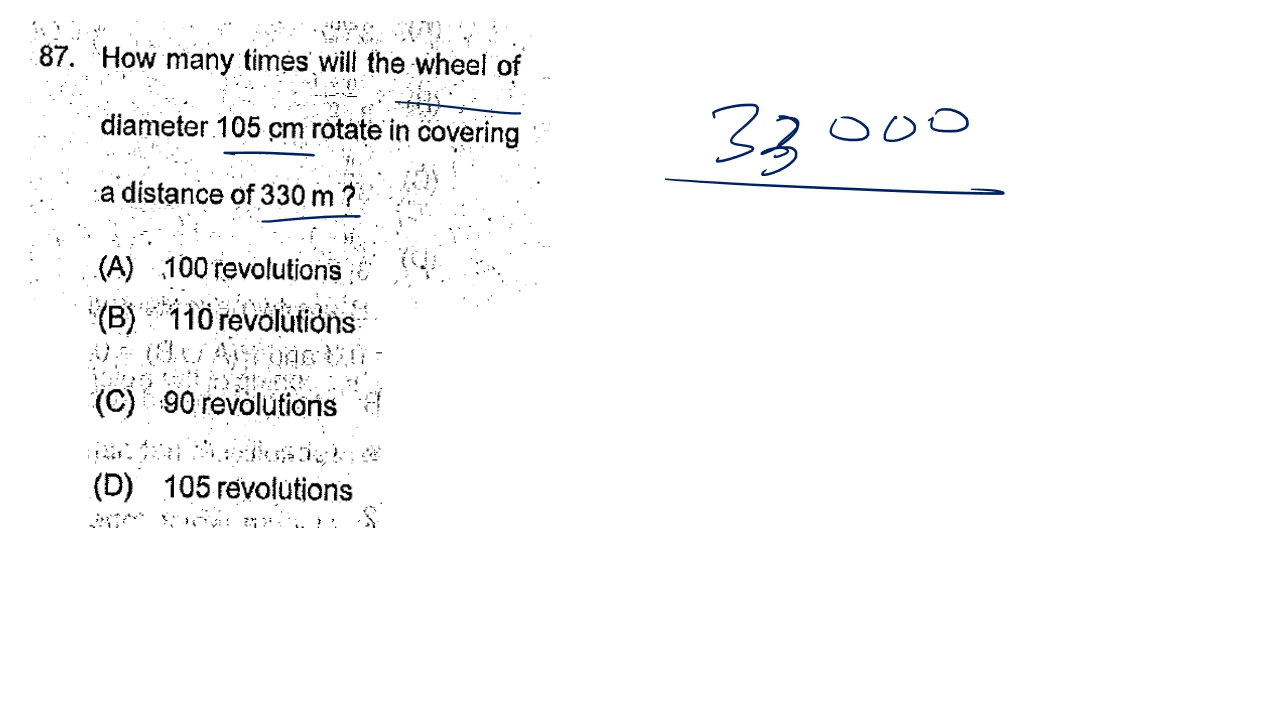 87. How many times will the wheel of
diameter 105 cm rotate in covering
a distance of 330 m ?
(A) 100 revolutions
(B) 110 revolutions
(C) 90 revolutions
(D) 105 revolutions
33000